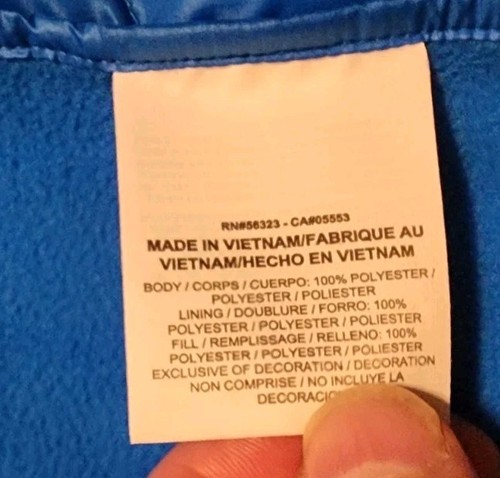 RN#56323 - CA#05553
MADE IN VIETNAM/FABRIQUE AU
VIETNAM/HECHO EN VIETNAM
BODY / CORPS / CUERPO: 100% POLYESTER /
POLYESTER / POLIESTER
LINING / DOUBLURE / FORRO: 100%
POLYESTER / POLYESTER / POLIESTER
FILL / REMPLISSAGE / RELLENO: 100%
POLYESTER / POLYESTER / POLIESTER
EXCLUSIVE OF DECORATION / DECORATION
NON COMPRISE / NO INCLUYE LA
DECORACIO